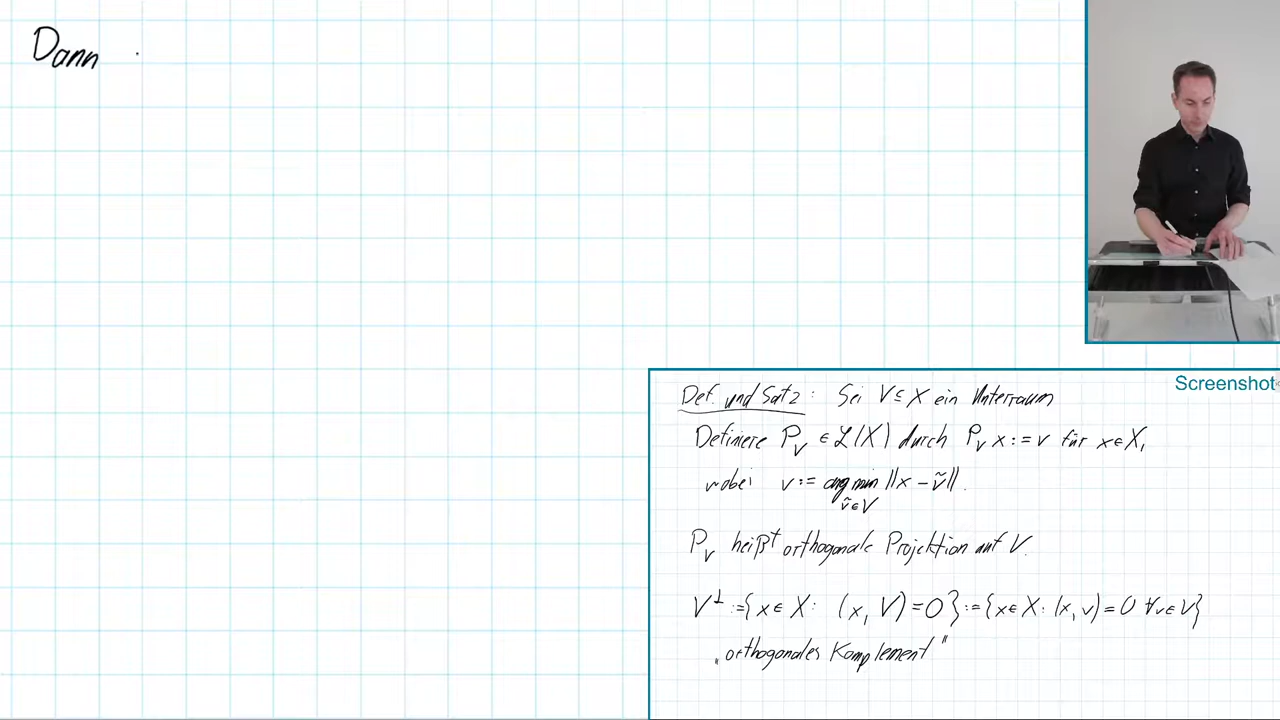 Dann
Screenshot
Def. und Satz: Sei V ⊆ X ein Unterraum
Definiere P_V ∈ L(X) durch P_V x := v für x ∈ X,
wobei v := arg min ||x - ṽ||.
ṽ ∈ V
P_V heißt orthogonale Projektion auf V.
V^⊥ := {x ∈ X: (x, V) = 0} := {x ∈ X: (x, v) = 0 ∀v ∈ V}
„orthogonales Komplement"